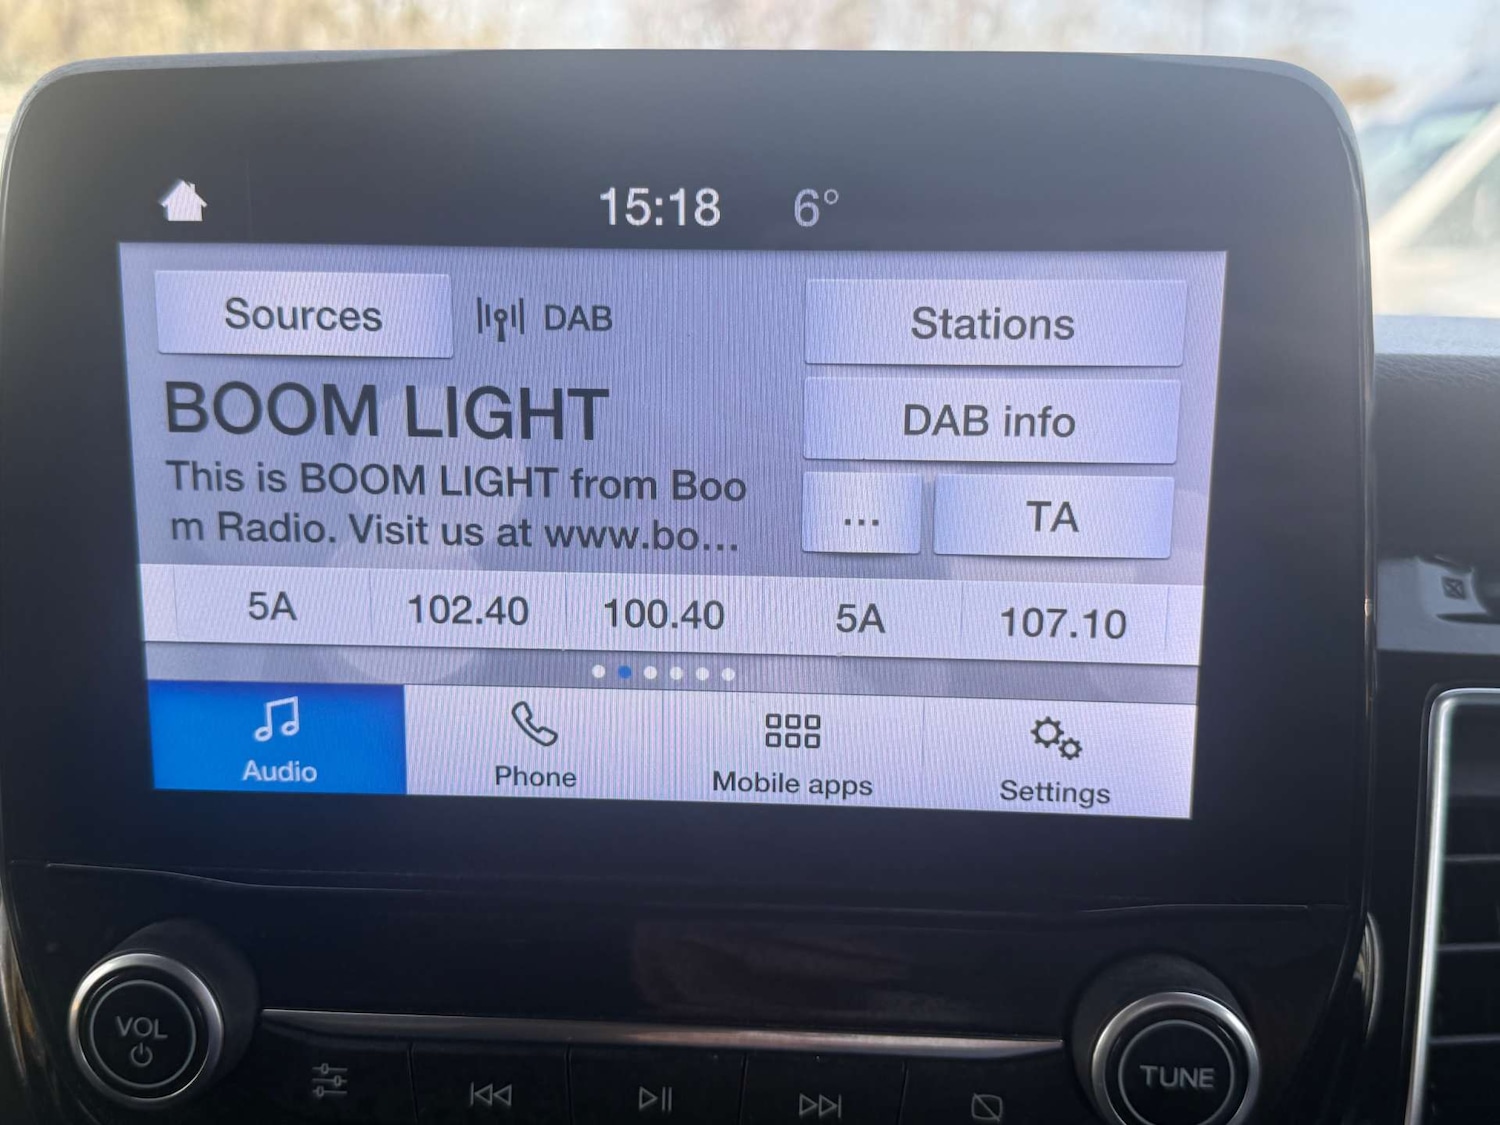 15:18 6°
Sources DAB Stations
BOOM LIGHT
DAB info
This is BOOM LIGHT from Boo
m Radio. Visit us at www.bo...
... TA
5A 102.40 100.40 5A 107.10
Audio Phone Mobile apps Settings
VOL TUNE